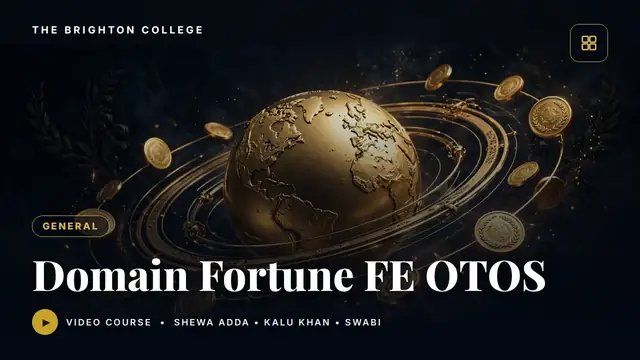 THE BRIGHTON COLLEGE
GENERAL
Domain Fortune FE OTOS
VIDEO COURSE • SHEWA ADDA • KALU KHAN • SWABI